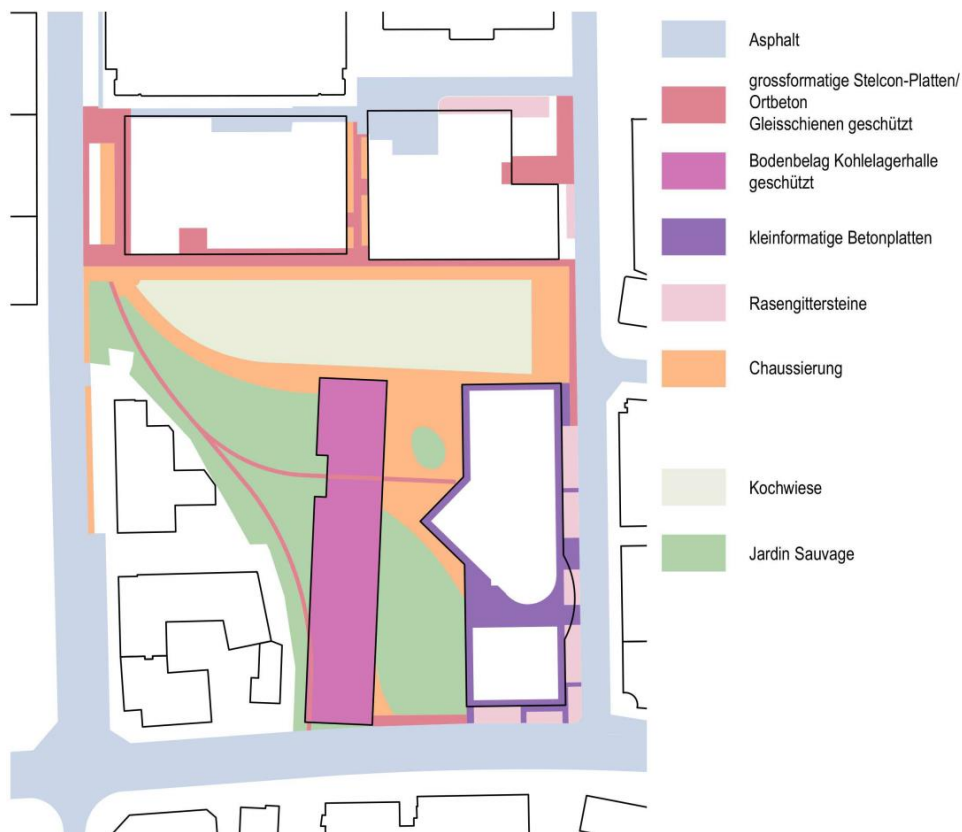 Asphalt
grossformatige Stelcon-Platten/
Ortbeton
Gleisschienen geschützt
Bodenbelag Kohlelagerhalle
geschützt
kleinformatige Betonplatten
Rasengittersteine
Chaussierung
Kochwiese
Jardin Sauvage